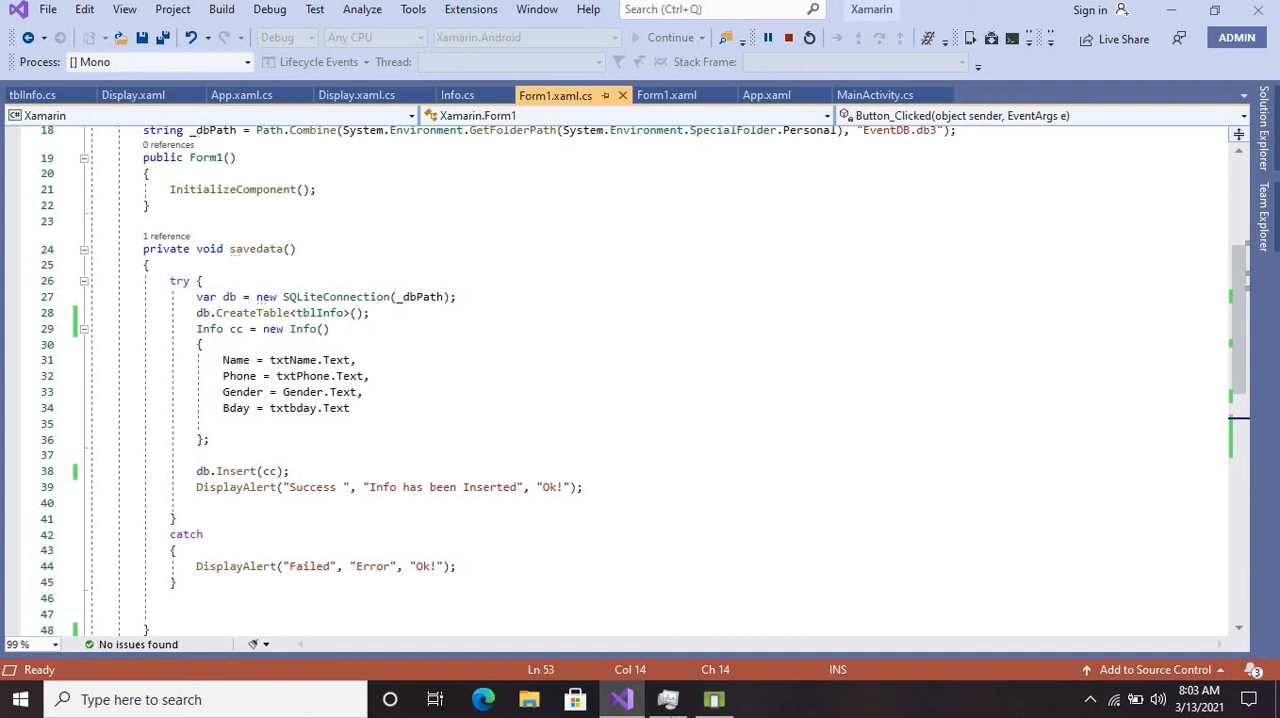 File Edit View Project Build Debug Test Analyze Tools Extensions Window Help Search (Ctrl+Q) Xamarin Sign in
Debug Any CPU Xamarin.Android Continue Live Share ADMIN
Process: [] Mono Lifecycle Events Thread: Stack Frame:
tblInfo.cs Display.xaml App.xaml.cs Display.xaml.cs Info.cs Form1.xaml.cs Form1.xaml App.xaml MainActivity.cs
Xamarin Xamarin.Form1 Button_Clicked(object sender, EventArgs e)
18 string _dbPath = Path.Combine(System.Environment.GetFolderPath(System.Environment.SpecialFolder.Personal), "EventDB.db3");
0 references
19 public Form1()
20 {
21 InitializeComponent();
22 }
23
1 reference
24 private void savedata()
25 {
26 try {
27 var db = new SQLiteConnection(_dbPath);
28 db.CreateTable<tblInfo>();
29 Info cc = new Info()
30 {
31 Name = txtName.Text,
32 Phone = txtPhone.Text,
33 Gender = Gender.Text,
34 Bday = txtbday.Text
35
36 };
37
38 db.Insert(cc);
39 DisplayAlert("Success ", "Info has been Inserted", "Ok!");
40
41 }
42 catch
43 {
44 DisplayAlert("Failed", "Error", "Ok!");
45 }
46
47
48 }
Solution Explorer
Team Explorer
99 % No issues found
Ready Ln 53 Col 14 Ch 14 INS Add to Source Control 3
Type here to search 8:03 AM
3/13/2021